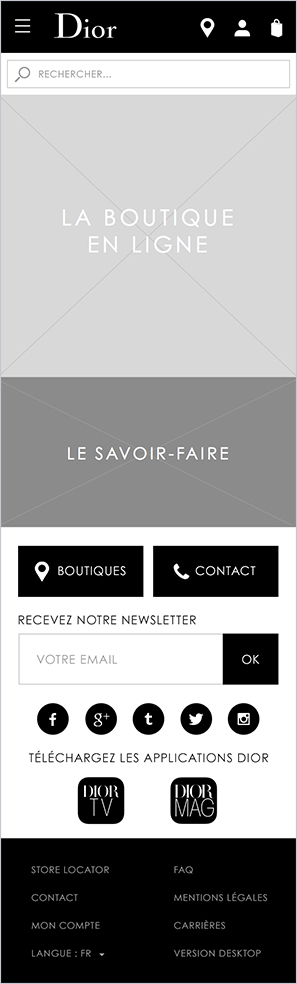 Dior
RECHERCHER...
LA BOUTIQUE
EN LIGNE
LE SAVOIR-FAIRE
BOUTIQUES
CONTACT
RECEVEZ NOTRE NEWSLETTER
VOTRE EMAIL
OK
f
g+
t
TÉLÉCHARGEZ LES APPLICATIONS DIOR
DIOR
TV
DIOR
MAG
STORE LOCATOR
FAQ
CONTACT
MENTIONS LÉGALES
MON COMPTE
CARRIÈRES
LANGUE : FR
VERSION DESKTOP